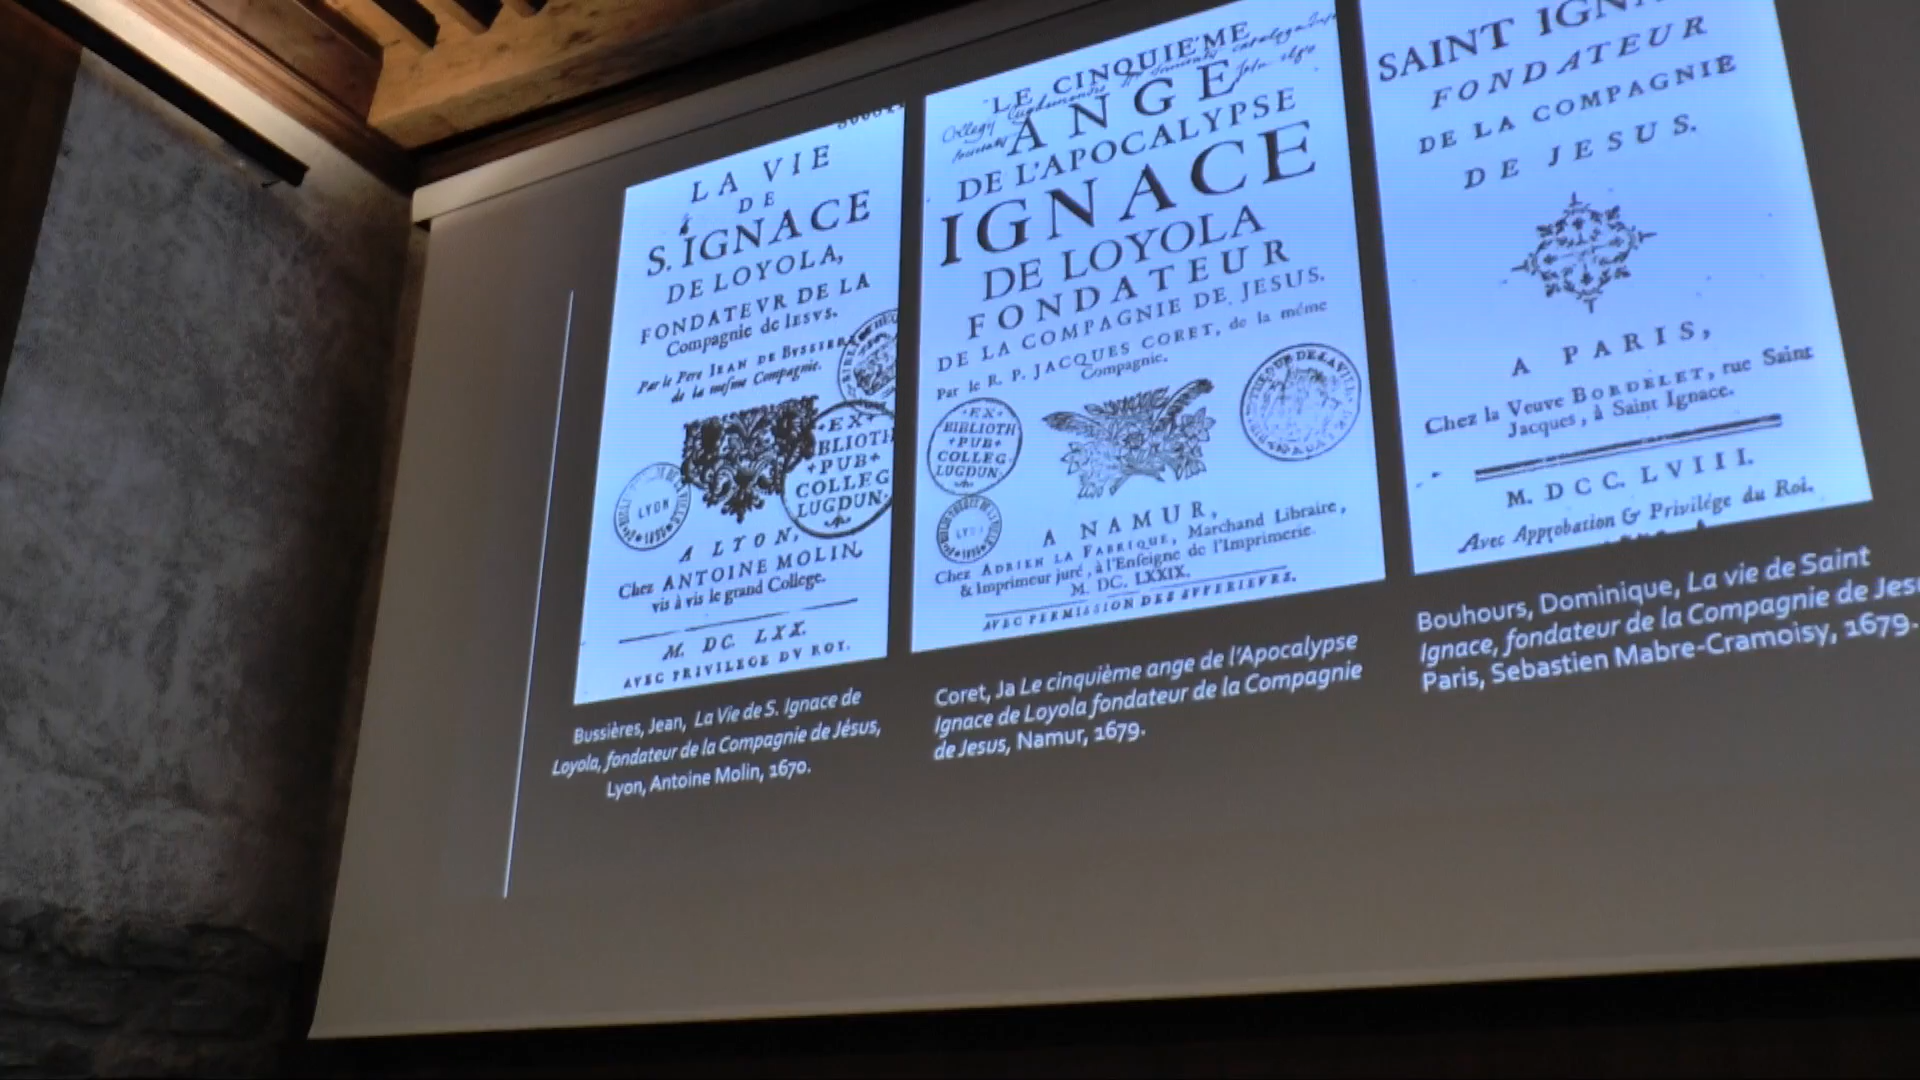 LA VIE
DE
S. IGNACE
DE LOYOLA,
FONDATEVR DE LA
Compagnie de IESVS.
Par le Pere IEAN DE BVSSIER
de la mesme Compagnie.
EX
BLIOTH
PUB
COLLEG
LUGDUN.
LYON
A LYON,
Chez ANTOINE MOLIN,
vis à vis le grand College.
M. DC. LXX.
AVEC PRIVILEGE DV ROY.
Bussières, Jean, La Vie de S. Ignace de
Loyola, fondateur de la Compagnie de Jésus,
Lyon, Antoine Molin, 1670.
LE CINQUIEME
ANGE
DE L'APOCALYPSE
IGNACE
DE LOYOLA
FONDATEUR
DE LA COMPAGNIE DE JESUS.
Par le R. P. JACQUES CORET, de la méme
Compagnie.
EX
BIBLIOTH
PUB
COLLEG
LUGDUN.
A NAMUR,
Chez ADRIEN LA FABRIQUE, Marchand Libraire,
& Imprimeur juré, à l'Enseigne de l'Imprimerie.
M. DC. LXXIX.
AVEC PERMISSION DES
Coret, Ja Le cinquième ange de l'Apocalypse
Ignace de Loyola fondateur de la Compagnie
de Jesus, Namur, 1679.
SAINT IGN
FONDATEUR
DE LA COMPAGNIE
DE JESUS.
A PARIS,
Chez la Veuve BORDELET, rue Saint
Jacques, à Saint Ignace.
M. DCC. LVIII.
Avec Approbation & Privilége du Roi.
Bouhours, Dominique, La vie de Saint
Ignace, fondateur de la Compagnie de Jesu
Paris, Sebastien Mabre-Cramoisy, 1679.